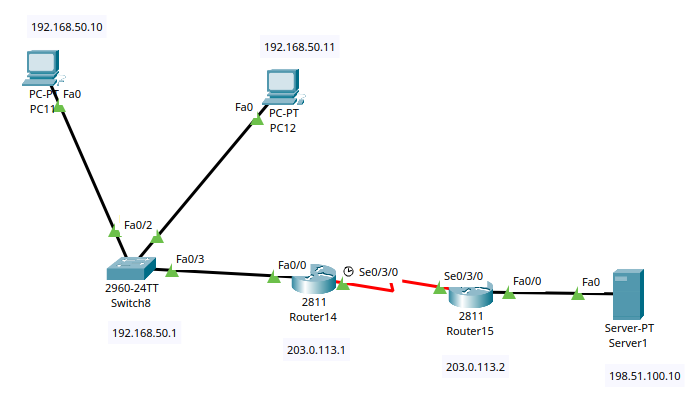 192.168.50.10
192.168.50.11
PC-PT
PC11
Fa0
Fa0
PC-PT
PC12
Fa0/2
Fa0/3
2960-24TT
Switch8
192.168.50.1
Fa0/0
Se0/3/0
2811
Router14
203.0.113.1
Se0/3/0
Fa0/0
2811
Router15
203.0.113.2
Fa0
Server-PT
Server1
198.51.100.10